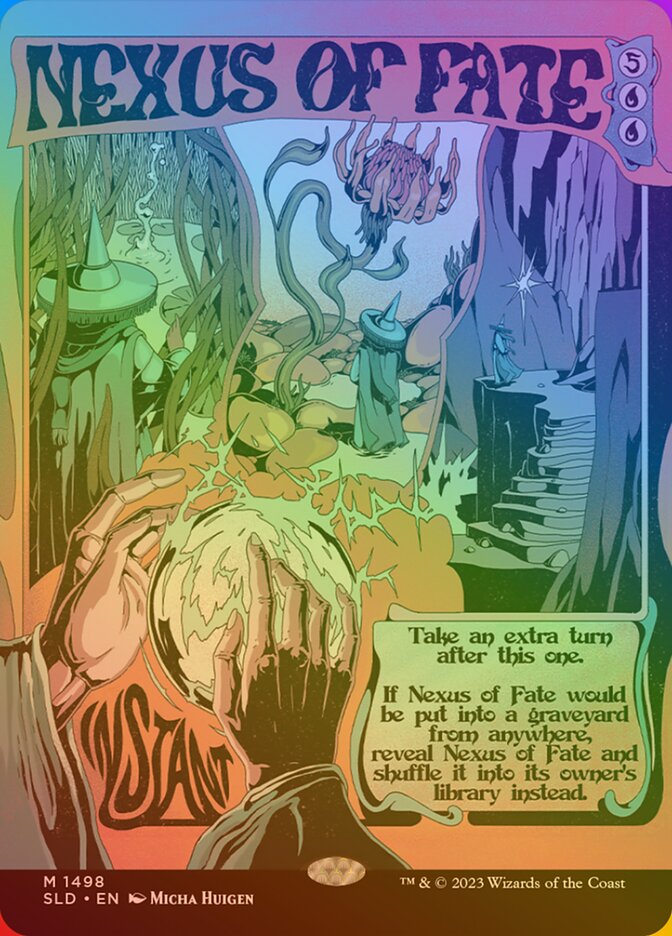 NEXUS OF FATE
5
INSTANT
Take an extra turn
after this one.
If Nexus of Fate would
be put into a graveyard
from anywhere,
reveal Nexus of Fate and
shuffle it into its owner's
library instead.
M 1498
SLD • EN Micha Huigen
™ & © 2023 Wizards of the Coast